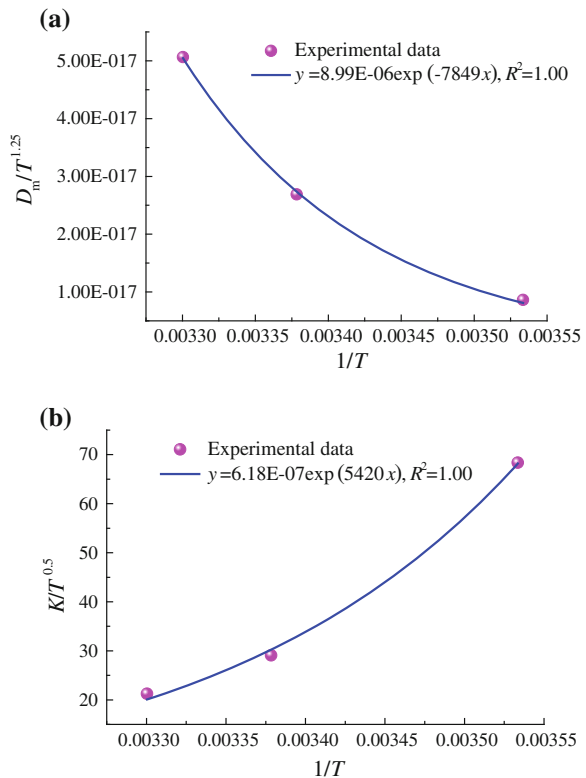 (a)
5.00E-017
4.00E-017
3.00E-017
2.00E-017
1.00E-017
Dm/T^1.25
Experimental data
y =8.99E-06exp (-7849x), R²=1.00
0.00330 0.00335 0.00340 0.00345 0.00350 0.00355
1/T
(b)
70
60
50
40
30
20
K/T^0.5
Experimental data
y =6.18E-07exp (5420x), R²=1.00
0.00330 0.00335 0.00340 0.00345 0.00350 0.00355
1/T